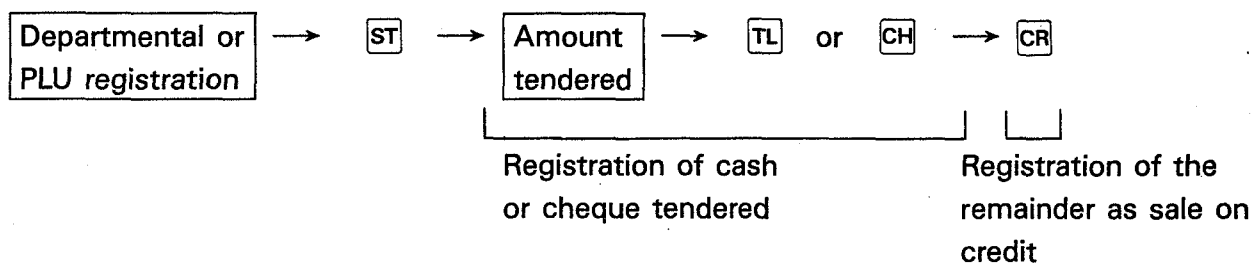 Departmental or → ST → Amount → TL or CH → CR
PLU registration tendered
Registration of cash Registration of the
or cheque tendered remainder as sale on
credit